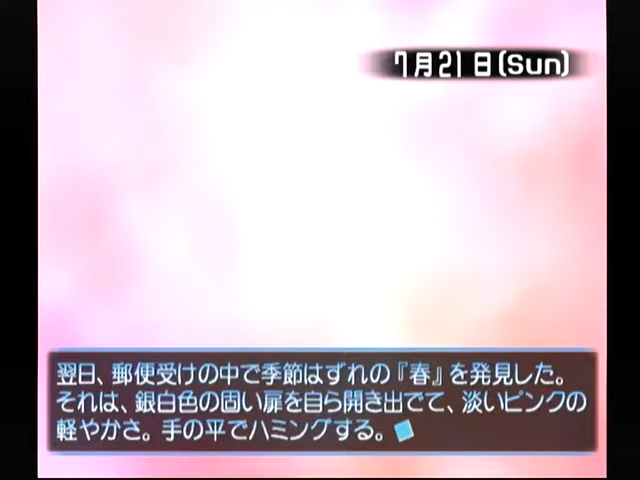 7月21日(Sun)
翌日、郵便受けの中で季節はずれの『春』を発見した。
それは、銀白色の固い扉を自ら開き出でて、淡いピンクの
軽やかさ。手の平でハミングする。